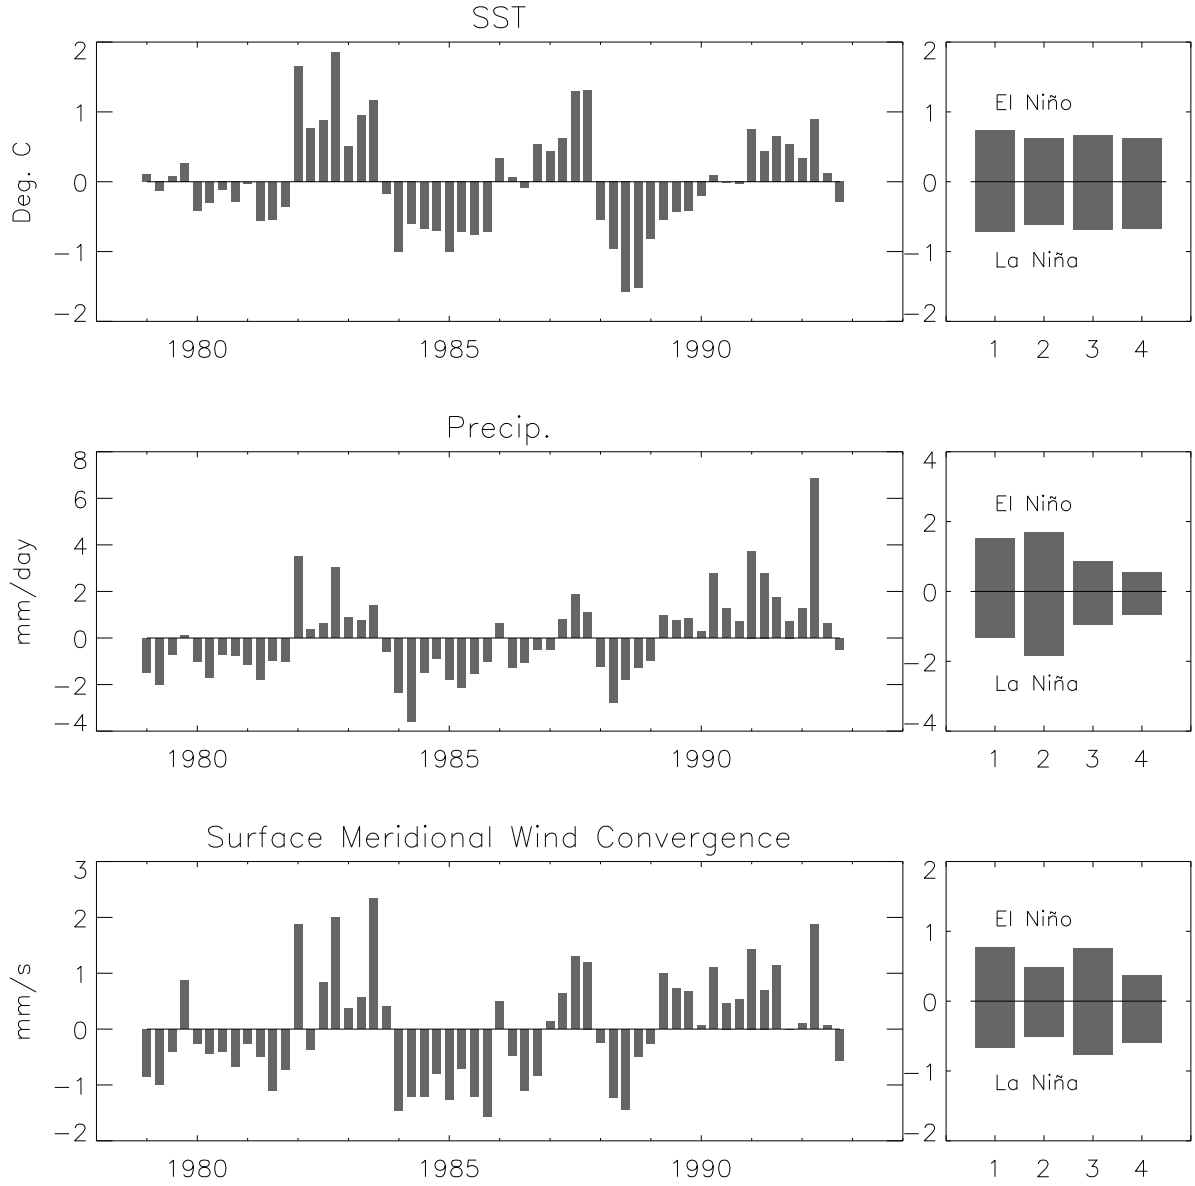 SST
2
1
0
−1
−2
Deg. C
1980 1985 1990
2
1
0
−1
−2
El Niño
La Niña
1 2 3 4
Precip.
8
6
4
2
0
−2
−4
mm/day
1980 1985 1990
4
2
0
−2
−4
El Niño
La Niña
1 2 3 4
Surface Meridional Wind Convergence
3
2
1
0
−1
−2
mm/s
1980 1985 1990
2
1
0
−1
−2
El Niño
La Niña
1 2 3 4